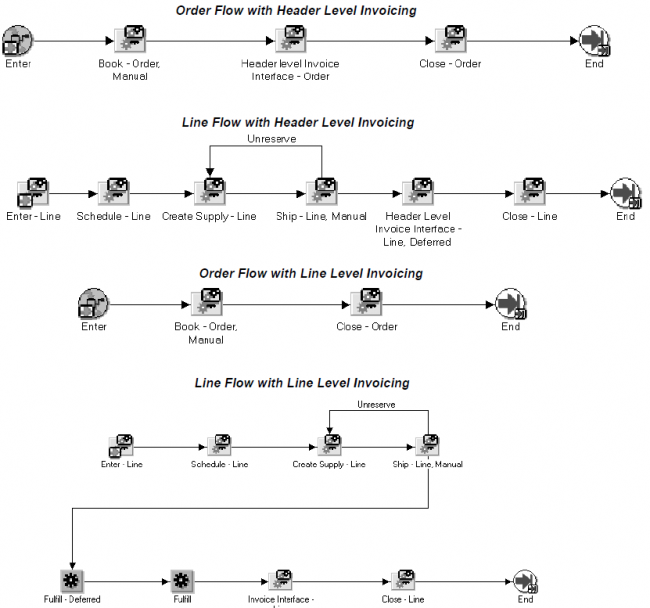 Order Flow with Header Level Invoicing
Enter
Book - Order,
Manual
Header level Invoice
Interface - Order
Close - Order
End
Line Flow with Header Level Invoicing
Unreserve
Enter - Line
Schedule - Line
Create Supply - Line
Ship - Line, Manual
Header Level
Invoice Interface -
Line, Deferred
Close - Line
End
Order Flow with Line Level Invoicing
Enter
Book - Order,
Manual
Close - Order
End
Line Flow with Line Level Invoicing
Unreserve
Enter - Line
Schedule - Line
Create Supply - Line
Ship - Line, Manual
Fulfill - Deferred
Fulfill
Invoice Interface -
Close - Line
End